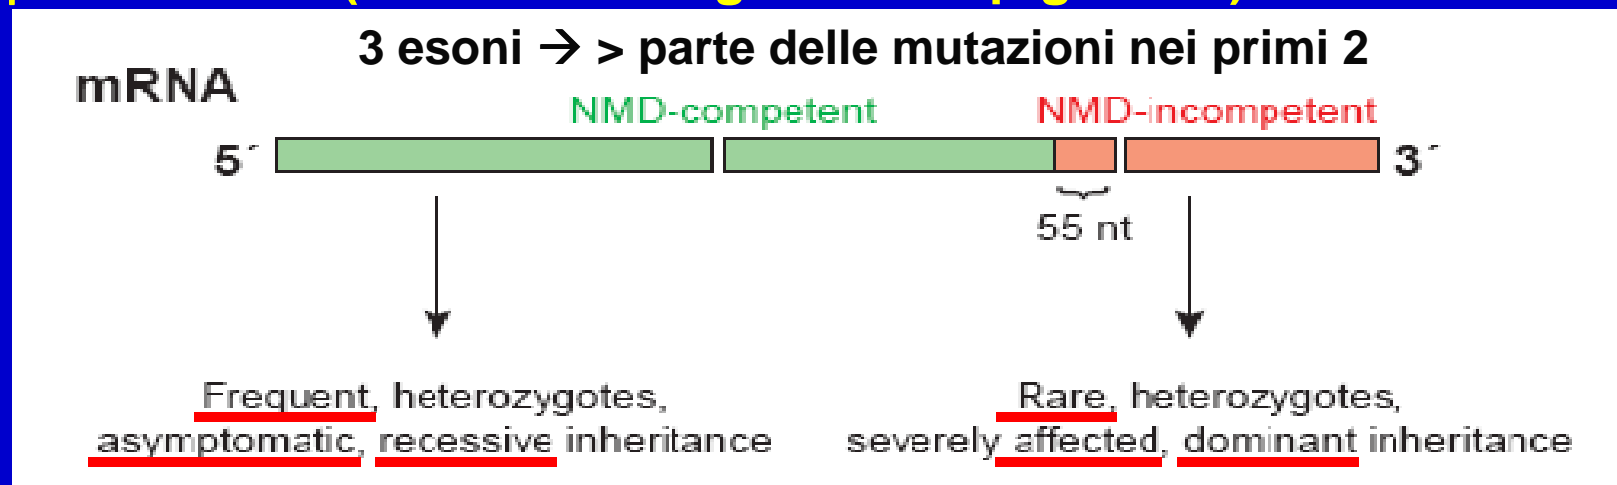 3 esoni → > parte delle mutazioni nei primi 2
mRNA
NMD-competent NMD-incompetent
5´ 3´
55 nt
Frequent, heterozygotes,
asymptomatic, recessive inheritance
Rare, heterozygotes,
severely affected, dominant inheritance